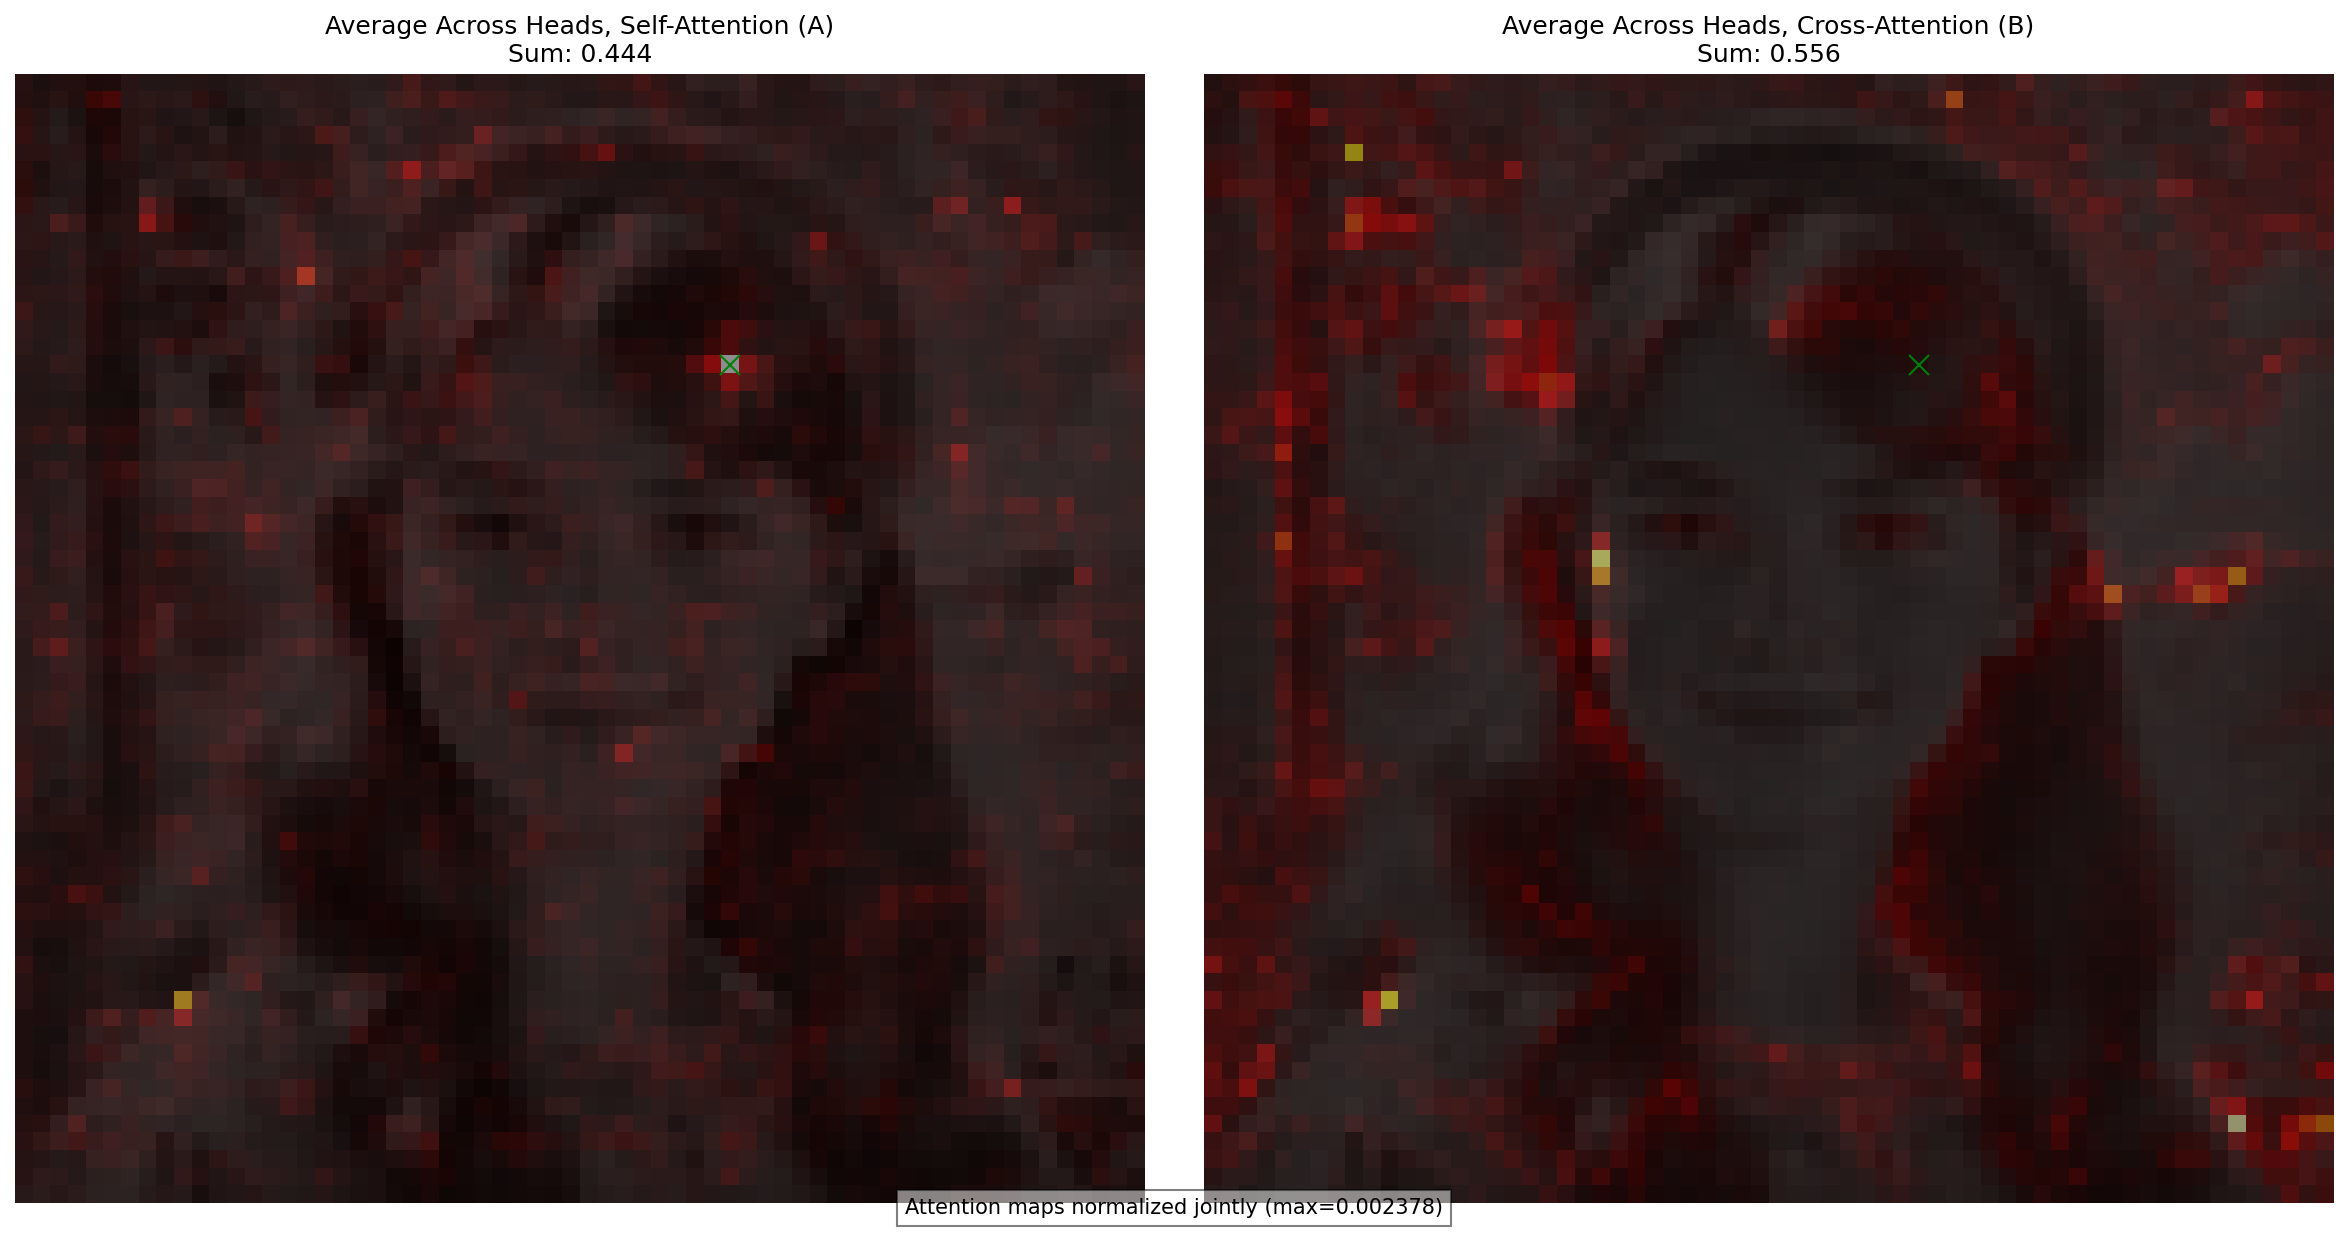 Average Across Heads, Self-Attention (A)
Sum: 0.444
Average Across Heads, Cross-Attention (B)
Sum: 0.556
Attention maps normalized jointly (max=0.002378)